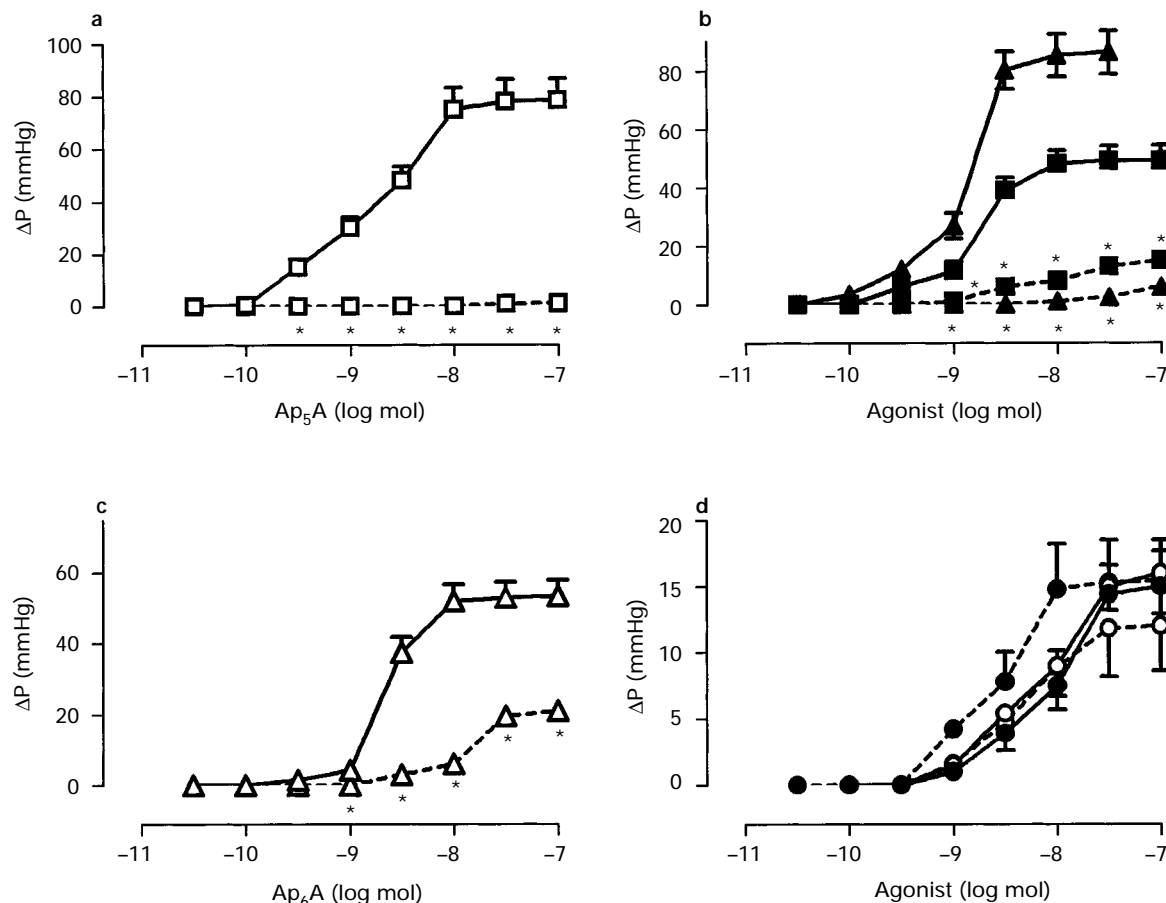 a
100
80
60
40
20
0
ΔP (mmHg)
* * * * * *
–11 –10 –9 –8 –7
Ap₅A (log mol)
b
80
60
40
20
0
ΔP (mmHg)
* * * * *
* * * * *
–11 –10 –9 –8 –7
Agonist (log mol)
c
60
40
20
0
ΔP (mmHg)
* * * * *
–11 –10 –9 –8 –7
Ap₆A (log mol)
d
20
15
10
5
0
ΔP (mmHg)
–11 –10 –9 –8 –7
Agonist (log mol)